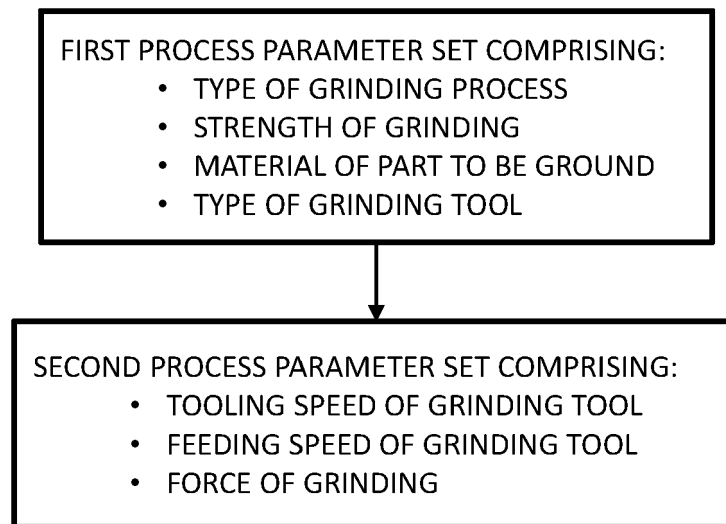 FIRST PROCESS PARAMETER SET COMPRISING:
• TYPE OF GRINDING PROCESS
• STRENGTH OF GRINDING
• MATERIAL OF PART TO BE GROUND
• TYPE OF GRINDING TOOL
SECOND PROCESS PARAMETER SET COMPRISING:
• TOOLING SPEED OF GRINDING TOOL
• FEEDING SPEED OF GRINDING TOOL
• FORCE OF GRINDING